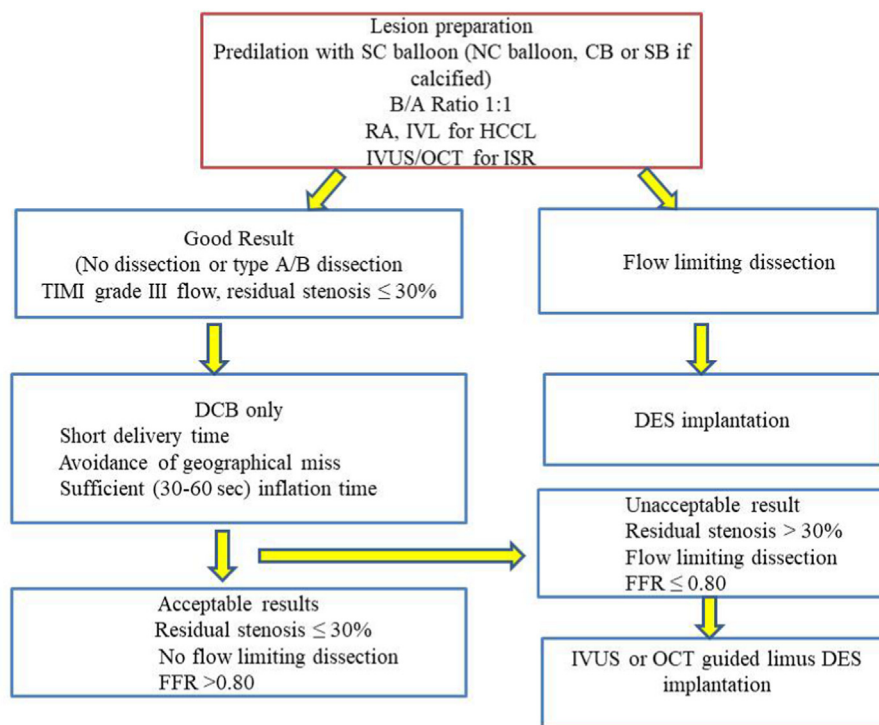 Lesion preparation
Predilation with SC balloon (NC balloon, CB or SB if
calcified)
B/A Ratio 1:1
RA, IVL for HCCL
IVUS/OCT for ISR
Good Result
(No dissection or type A/B dissection
TIMI grade III flow, residual stenosis ≤ 30%
Flow limiting dissection
DCB only
Short delivery time
Avoidance of geographical miss
Sufficient (30-60 sec) inflation time
DES implantation
Unacceptable result
Residual stenosis > 30%
Flow limiting dissection
FFR ≤ 0.80
Acceptable results
Residual stenosis ≤ 30%
No flow limiting dissection
FFR >0.80
IVUS or OCT guided limus DES
implantation